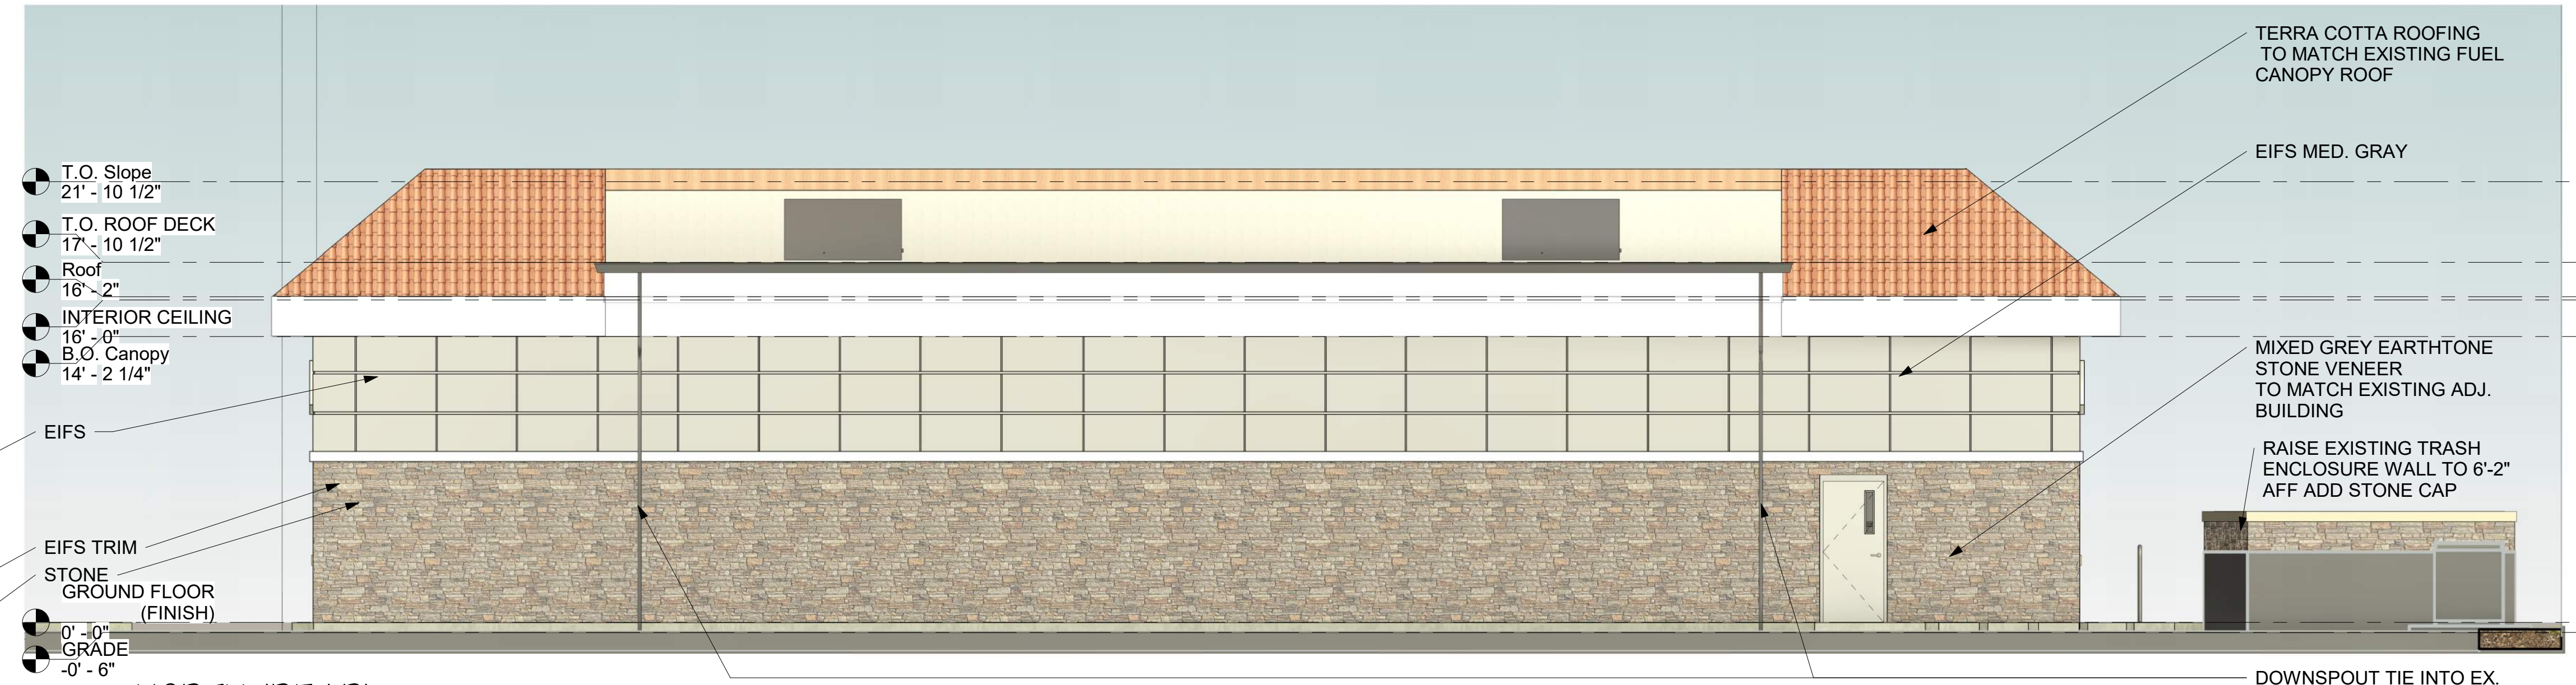 T.O. Slope
21' - 10 1/2"
T.O. ROOF DECK
17' - 10 1/2"
Roof
16' - 2"
INTERIOR CEILING
16' - 0"
B.O. Canopy
14' - 2 1/4"
EIFS
EIFS TRIM
STONE
GROUND FLOOR
(FINISH)
0' - 0"
GRADE
-0' - 6"
TERRA COTTA ROOFING
TO MATCH EXISTING FUEL
CANOPY ROOF
EIFS MED. GRAY
MIXED GREY EARTHTONE
STONE VENEER
TO MATCH EXISTING ADJ.
BUILDING
RAISE EXISTING TRASH
ENCLOSURE WALL TO 6'-2"
AFF ADD STONE CAP
DOWNSPOUT TIE INTO EX.